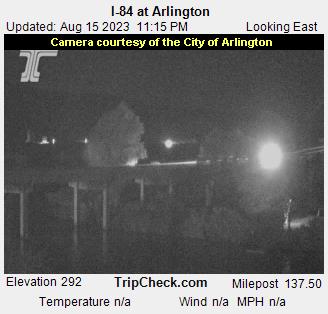 I-84 at Arlington
Updated: Aug 15 2023 11:15 PM Looking East
Camera courtesy of the City of Arlington
Elevation 292 TripCheck.com Milepost 137.50
Temperature n/a Wind n/a MPH n/a